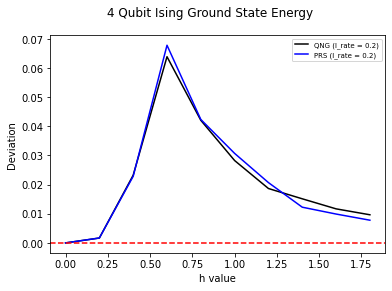 4 Qubit Ising Ground State Energy
QNG (l_rate = 0.2)
PRS (l_rate = 0.2)
0.07
0.06
0.05
0.04
0.03
0.02
0.01
0.00
Deviation
0.00 0.25 0.50 0.75 1.00 1.25 1.50 1.75
h value